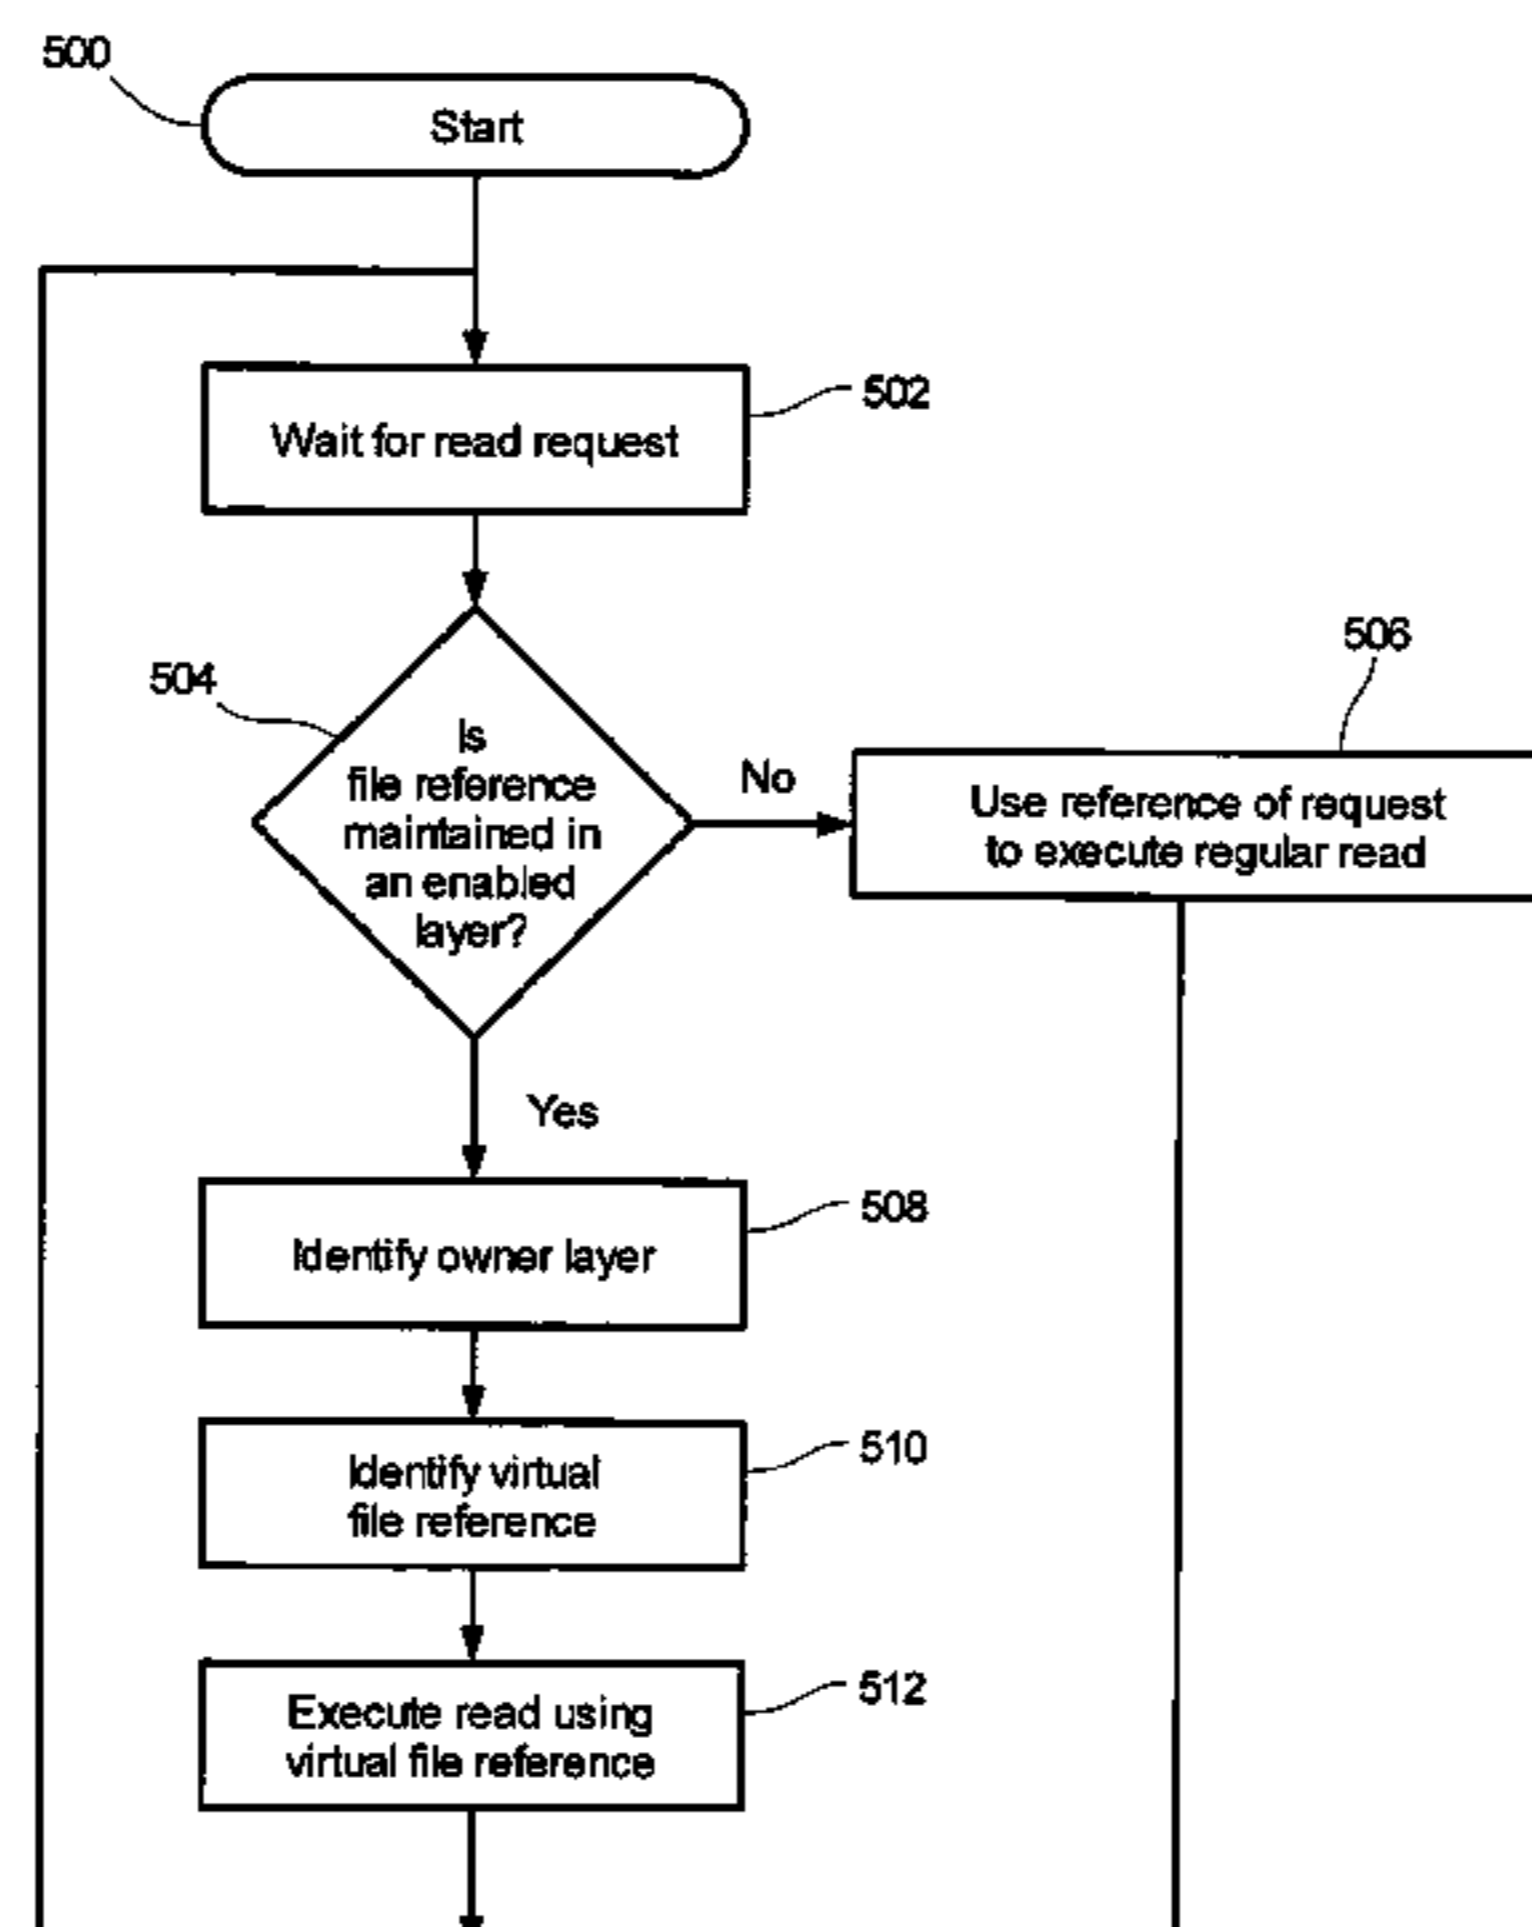 500
Start
502
Wait for read request
504
506
Is
file reference
maintained in
an enabled
layer?
No
Use reference of request
to execute regular read
Yes
508
Identify owner layer
510
Identify virtual
file reference
512
Execute read using
virtual file reference